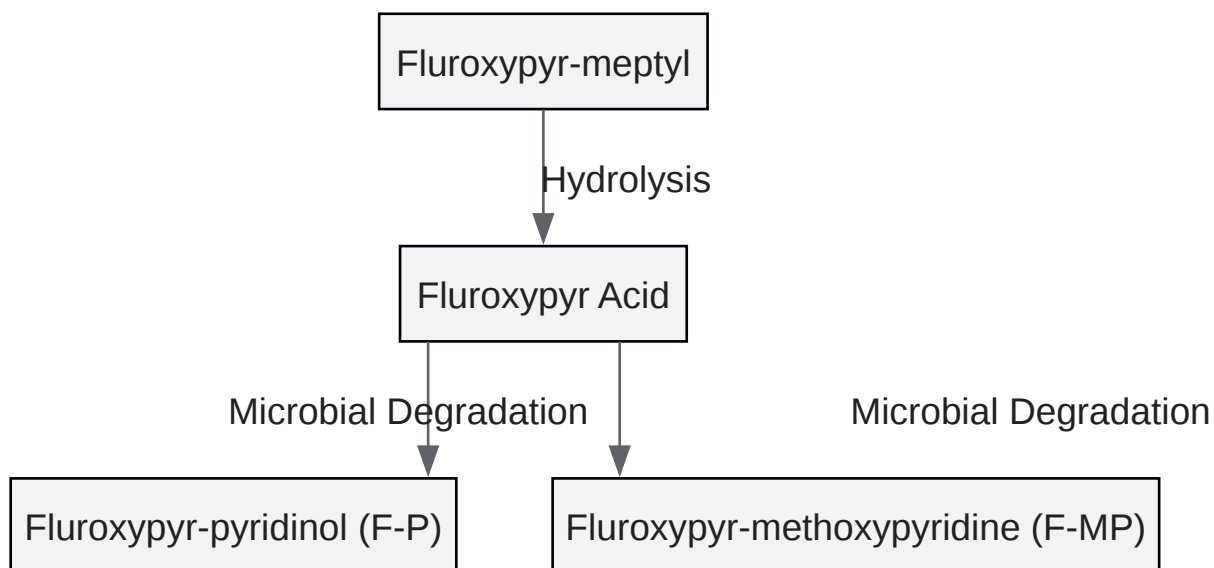 Fluroxypyr-meptyl
Hydrolysis
Fluroxypyr Acid
Microbial Degradation
Microbial Degradation
Fluroxypyr-pyridinol (F-P)
Fluroxypyr-methoxypyridine (F-MP)